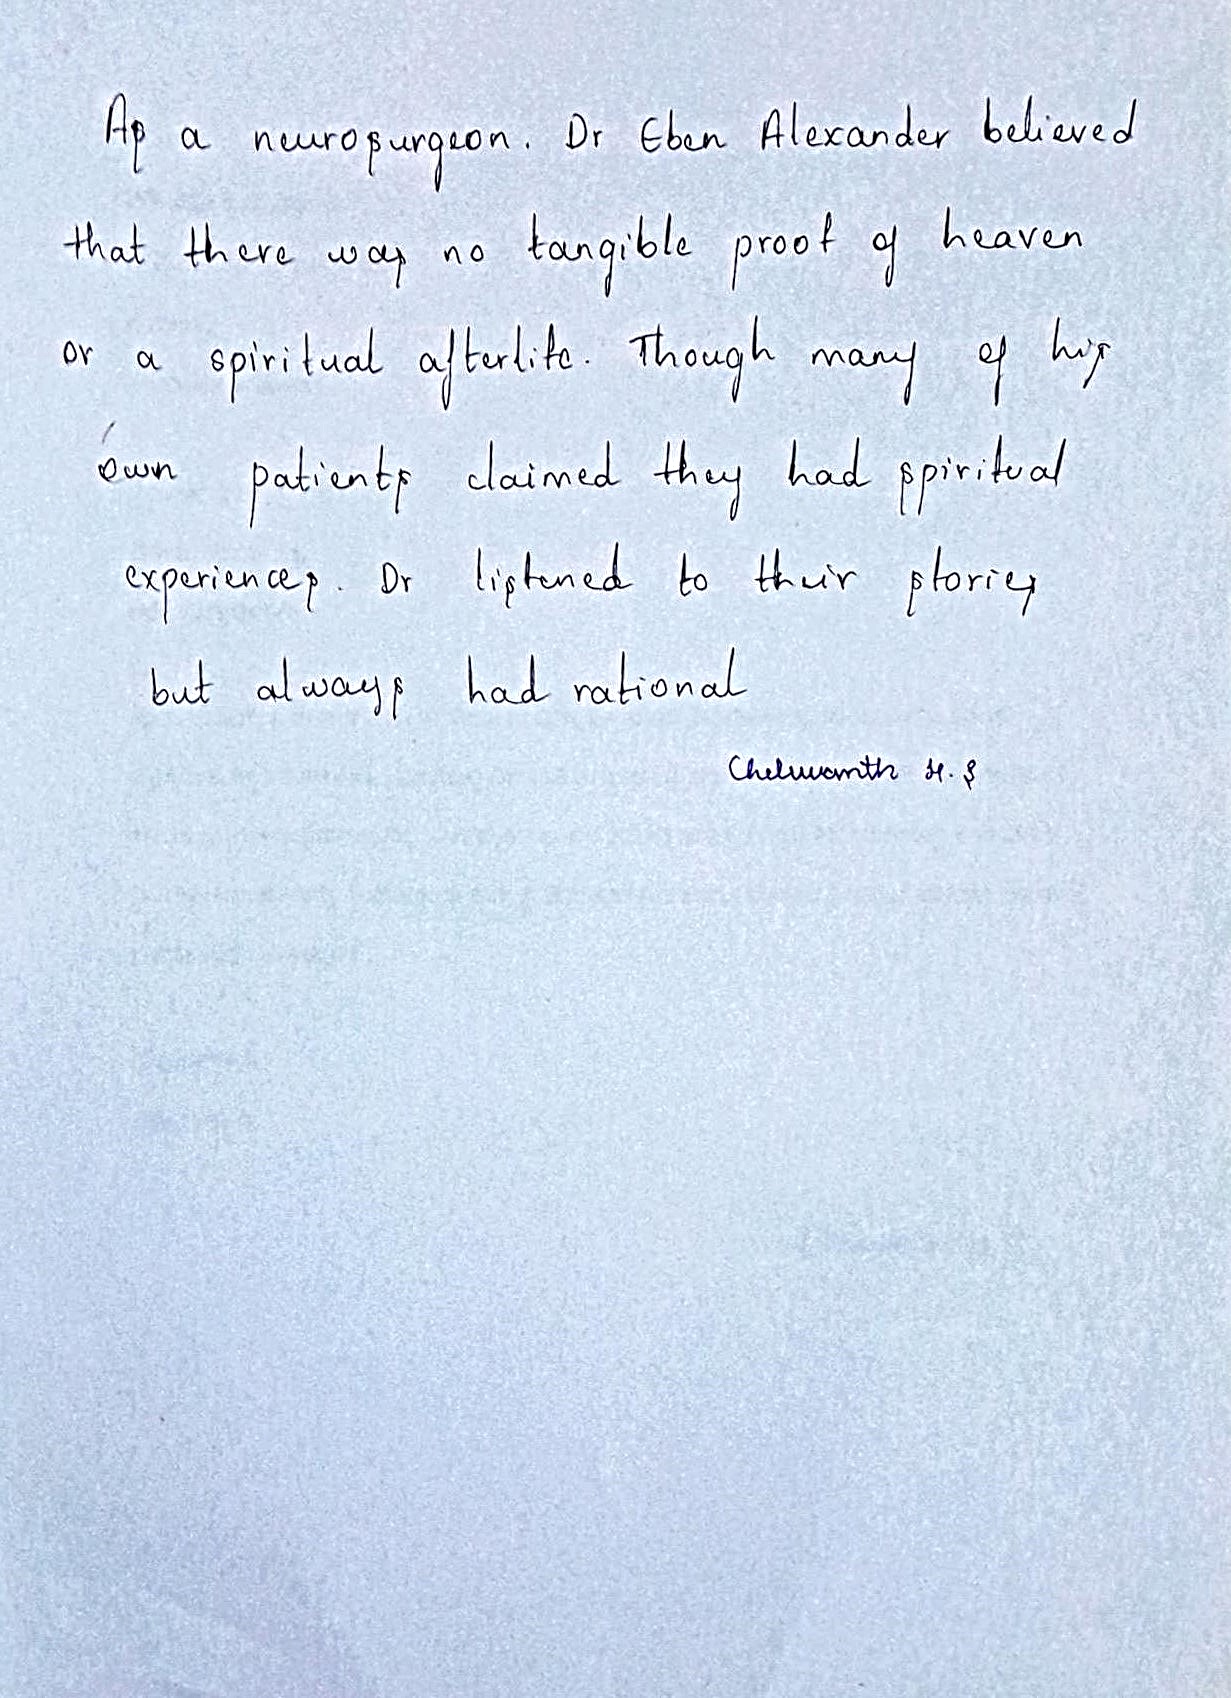 As a neurosurgeon. Dr Eben Alexander believed
that there was no tangible proof of heaven
or a spiritual afterlife. Though many of his
own patients claimed they had spiritual
experiences. Dr listened to their stories
but always had rational
Cheluvamth H. S